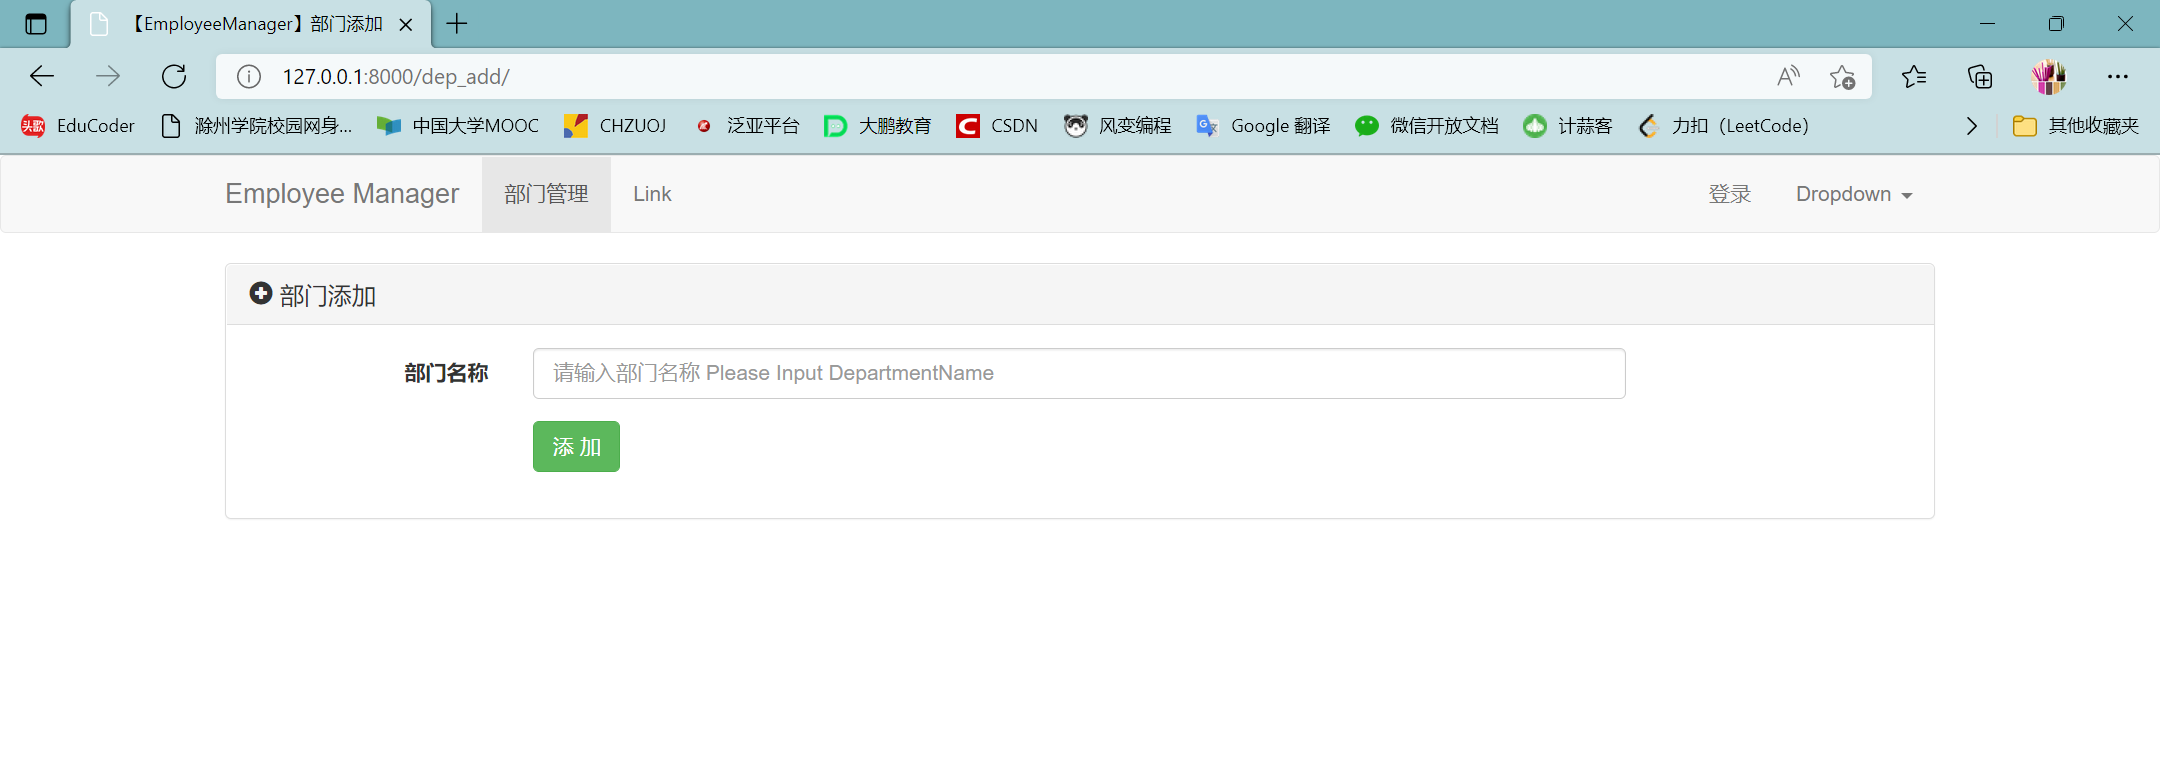 【EmployeeManager】部门添加
127.0.0.1:8000/dep_add/
EduCoder 滁州学院校园网身... 中国大学MOOC CHZUOJ 泛亚平台 大鹏教育 CSDN 风变编程 Google 翻译 微信开放文档 计蒜客 力扣（LeetCode） 其他收藏夹
Employee Manager 部门管理 Link 登录 Dropdown
部门添加
部门名称 请输入部门名称 Please Input DepartmentName
添 加